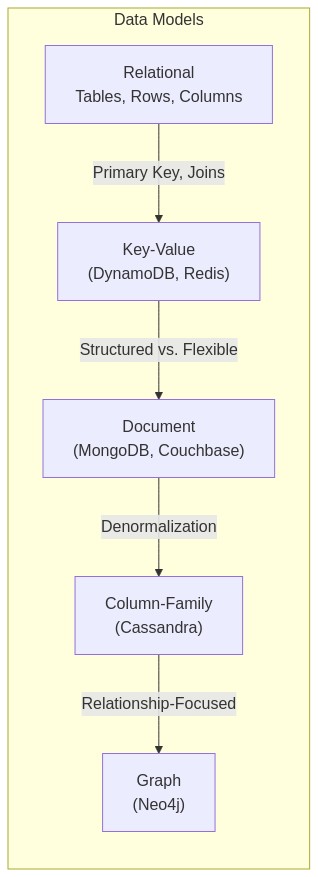 Data Models
Relational
Tables, Rows, Columns
Primary Key, Joins
Key-Value
(DynamoDB, Redis)
Structured vs. Flexible
Document
(MongoDB, Couchbase)
Denormalization
Column-Family
(Cassandra)
Relationship-Focused
Graph
(Neo4j)